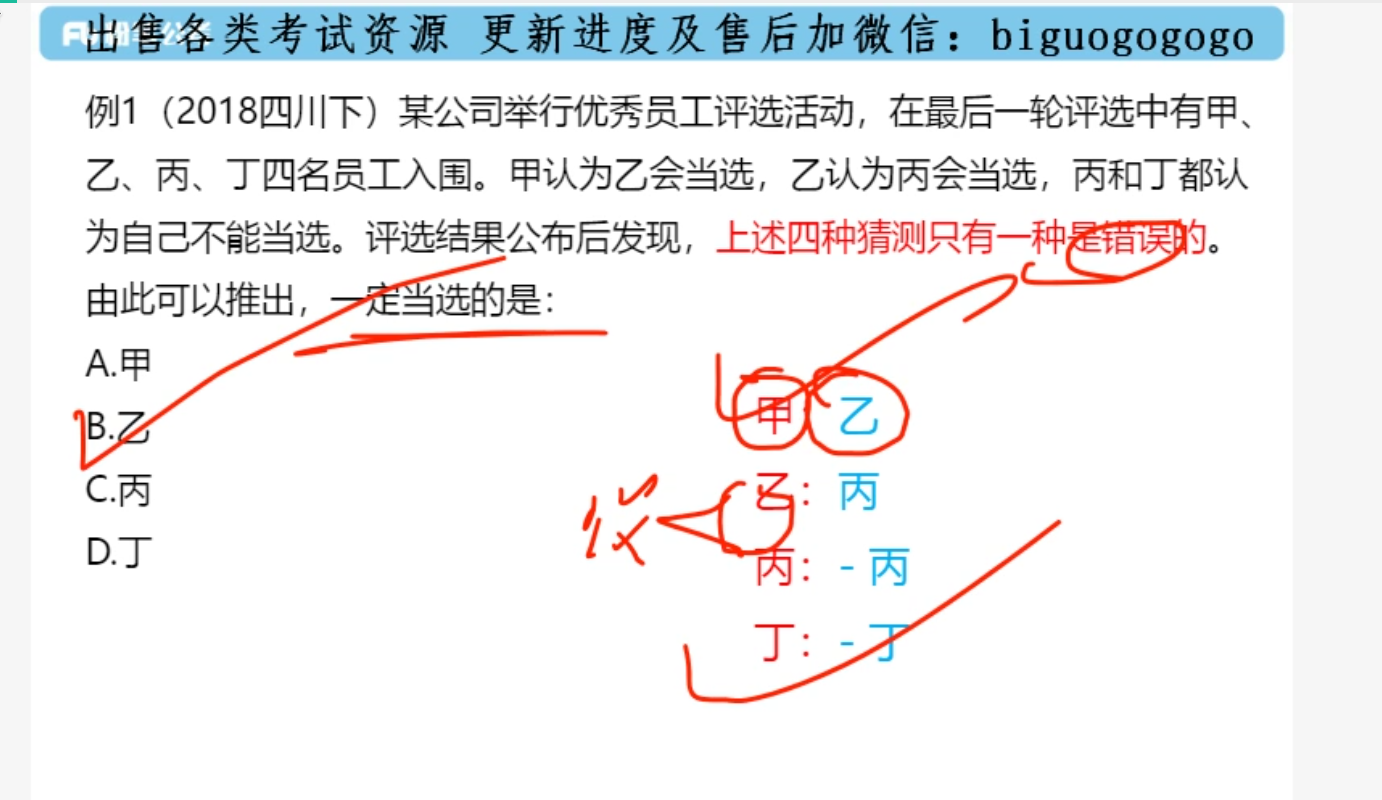 出售各类考试资源 更新进度及售后加微信：biguogogogo
例1（2018四川下）某公司举行优秀员工评选活动，在最后一轮评选中有甲、
乙、丙、丁四名员工入围。甲认为乙会当选，乙认为丙会当选，丙和丁都认
为自己不能当选。评选结果公布后发现，上述四种猜测只有一种是错误的。
由此可以推出，一定当选的是：
A.甲
B.乙
C.丙
D.丁
甲 乙
乙：丙
丙：- 丙
丁：- 丁